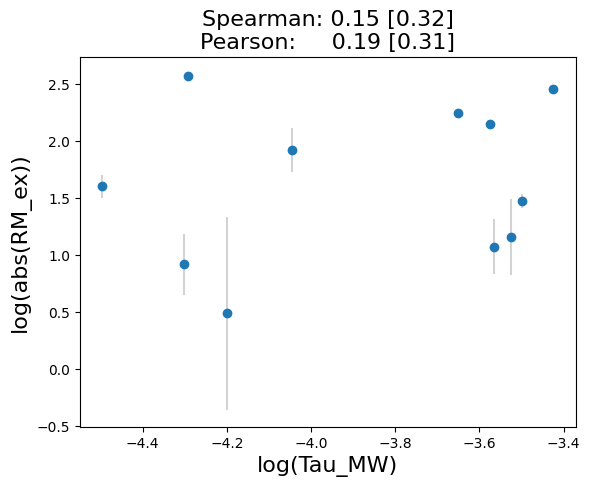 Spearman: 0.15 [0.32]
Pearson: 0.19 [0.31]
2.5
2.0
1.5
1.0
0.5
0.0
−0.5
log(abs(RM_ex))
−4.4 −4.2 −4.0 −3.8 −3.6 −3.4
log(Tau_MW)